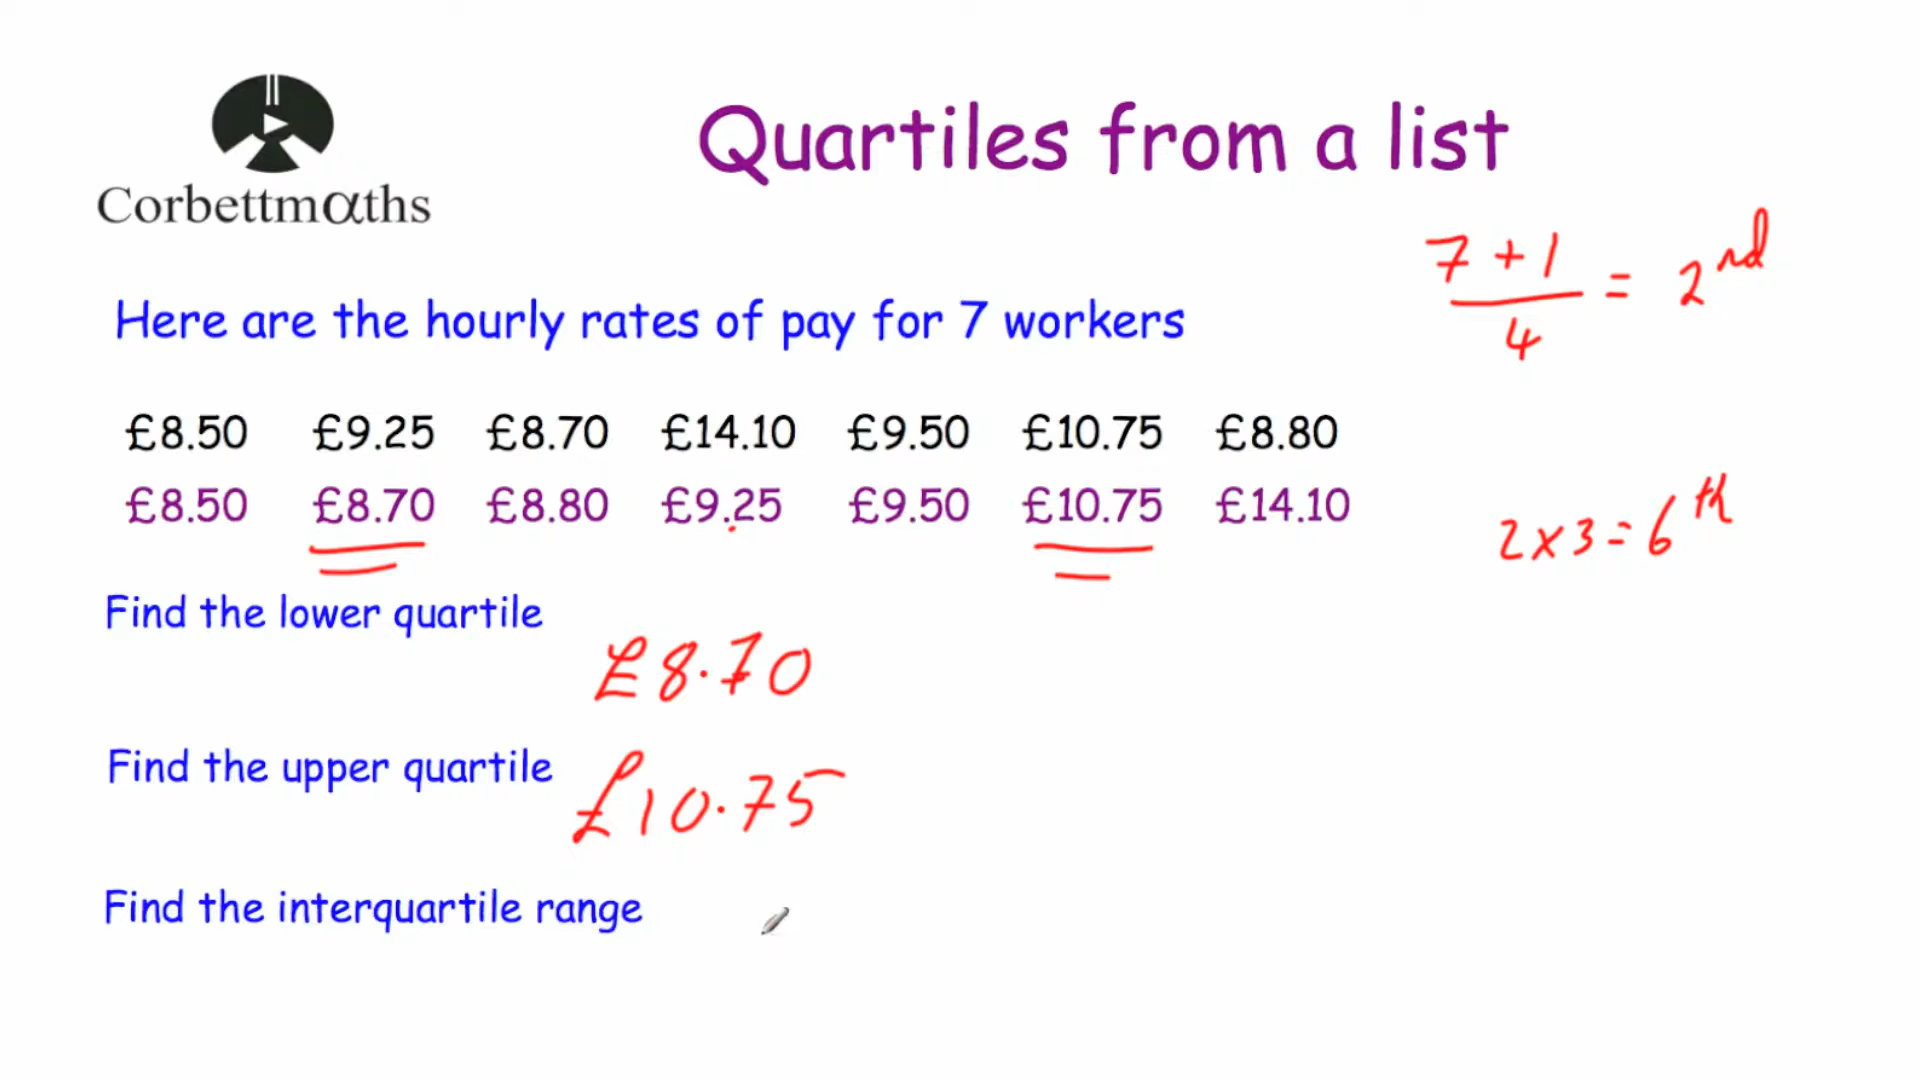 Corbettmαths
Quartiles from a list
7 + 1
4
= 2nd
Here are the hourly rates of pay for 7 workers
£8.50 £9.25 £8.70 £14.10 £9.50 £10.75 £8.80
£8.50 £8.70 £8.80 £9.25 £9.50 £10.75 £14.10
2 x 3 = 6th
Find the lower quartile
£8.70
Find the upper quartile
£10.75
Find the interquartile range